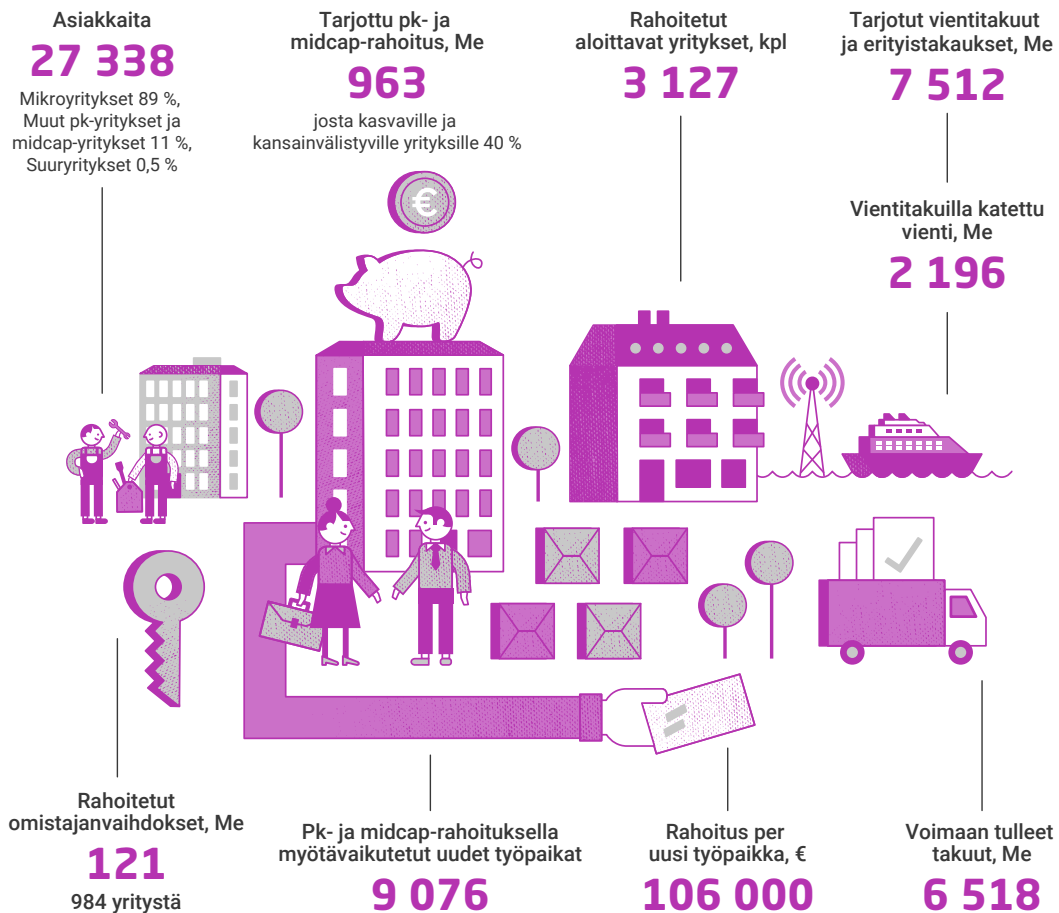 Asiakkaita
27 338
Mikroyritykset 89 %,
Muut pk-yritykset ja
midcap-yritykset 11 %,
Suuryritykset 0,5 %
Tarjottu pk- ja
midcap-rahoitus, Me
963
josta kasvaville ja
kansainvälistyville yrityksille 40 %
€
Rahoitetut
aloittavat yritykset, kpl
3 127
Tarjotut vientitakuut
ja erityistakaukset, Me
7 512
Vientitakuilla katettu
vienti, Me
2 196
Rahoitetut
omistajanvaihdokset, Me
121
984 yritystä
Pk- ja midcap-rahoituksella
myötävaikutetut uudet työpaikat
9 076
Rahoitus per
uusi työpaikka, €
106 000
Voimaan tulleet
takuut, Me
6 518